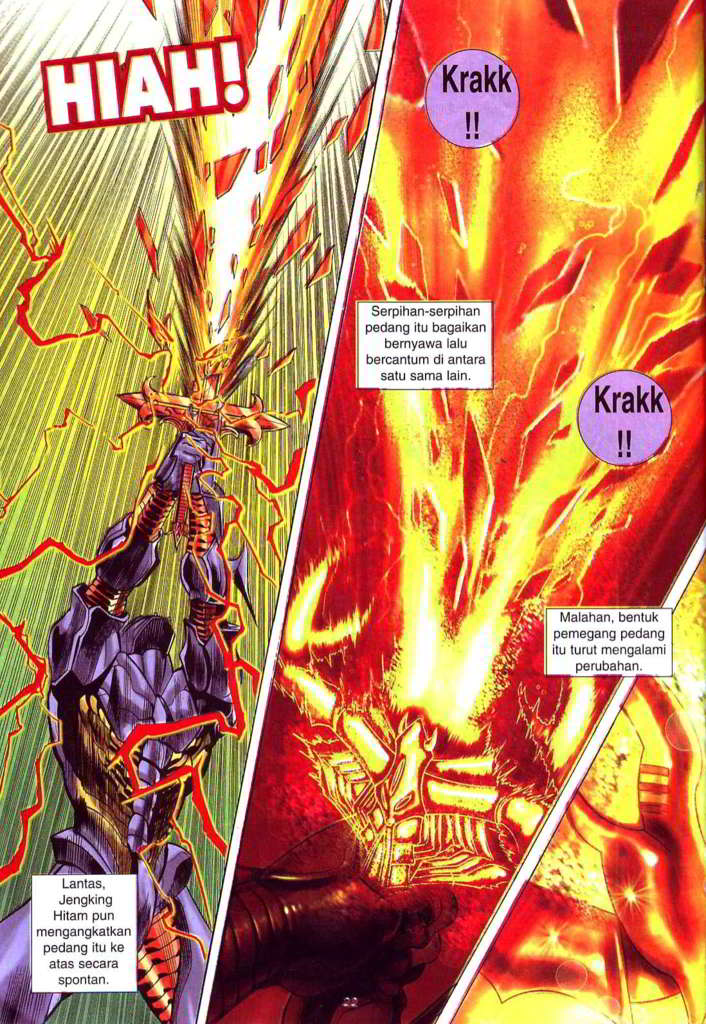 HIAH!
Lantas,
Jengking
Hitam pun
mengangkatkan
pedang itu ke
atas secara
spontan.
Krakk
!!
Serpihan-serpihan
pedang itu bagaikan
bernyawa lalu
bercantum di antara
satu sama lain.
Krakk
!!
Malahan, bentuk
pemegang pedang
itu turut mengalami
perubahan.
22